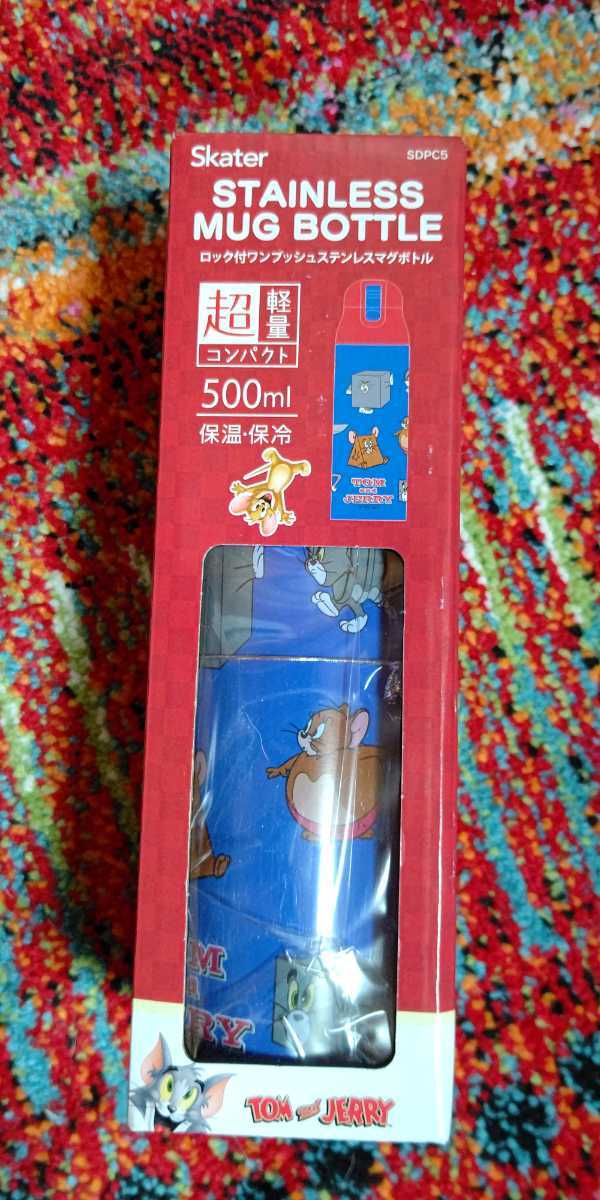 Skater
SDPC5
STAINLESS
MUG BOTTLE
ロック付ワンプッシュステンレスマグボトル
超軽量
コンパクト
500ml
保温·保冷
TOM
and
JERRY
M
RY
TOM and JERRY